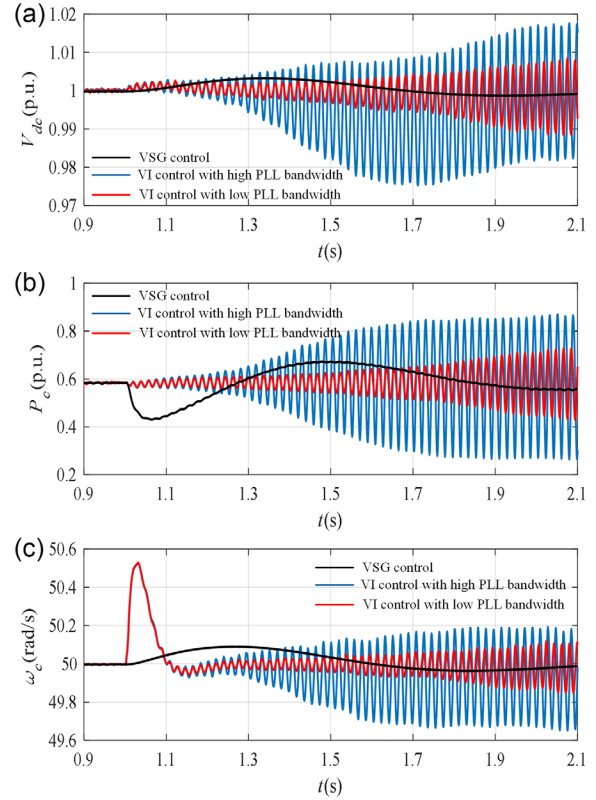 (a)
1.02
1.01
1
0.99
0.98
0.97
V_dc (p.u.)
VSG control
VI control with high PLL bandwidth
VI control with low PLL bandwidth
0.9 1.1 1.3 1.5 1.7 1.9 2.1
t(s)
(b)
1
0.8
0.6
0.4
0.2
P_c (p.u.)
VSG control
VI control with high PLL bandwidth
VI control with low PLL bandwidth
0.9 1.1 1.3 1.5 1.7 1.9 2.1
t(s)
(c)
50.6
50.4
50.2
50
49.8
49.6
ω_c (rad/s)
VSG control
VI control with high PLL bandwidth
VI control with low PLL bandwidth
0.9 1.1 1.3 1.5 1.7 1.9 2.1
t(s)